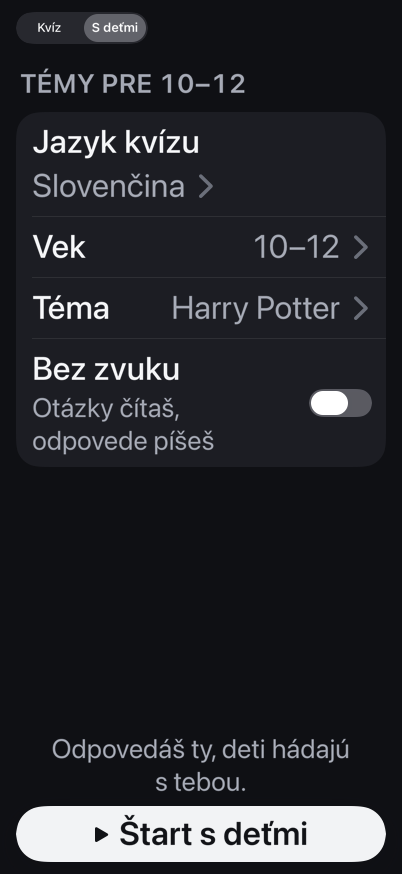 Kvíz
S deťmi
TÉMY PRE 10–12
Jazyk kvízu
Slovenčina
Vek 10–12
Téma Harry Potter
Bez zvuku
Otázky čítaš,
odpovede píšeš
Odpovedáš ty, deti hádajú
s tebou.
Štart s deťmi